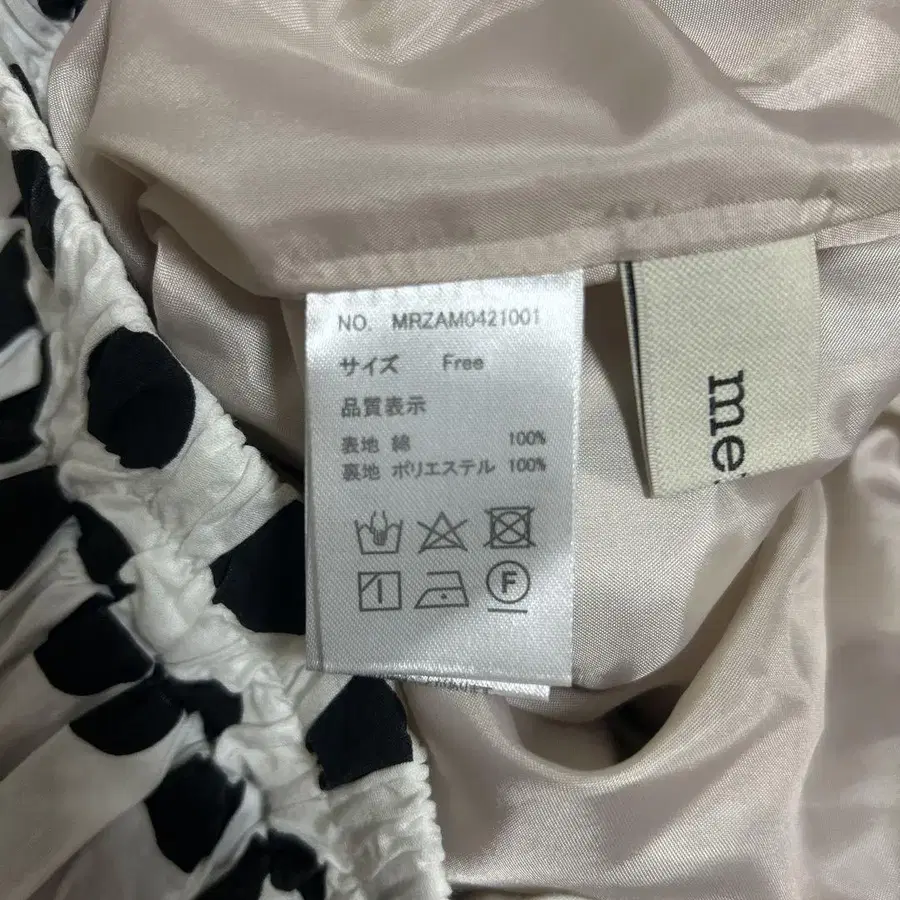 NO. MRZAM0421001
サイズ Free
品質表示
表地 綿 100%
裏地 ポリエステル 100%
F
me